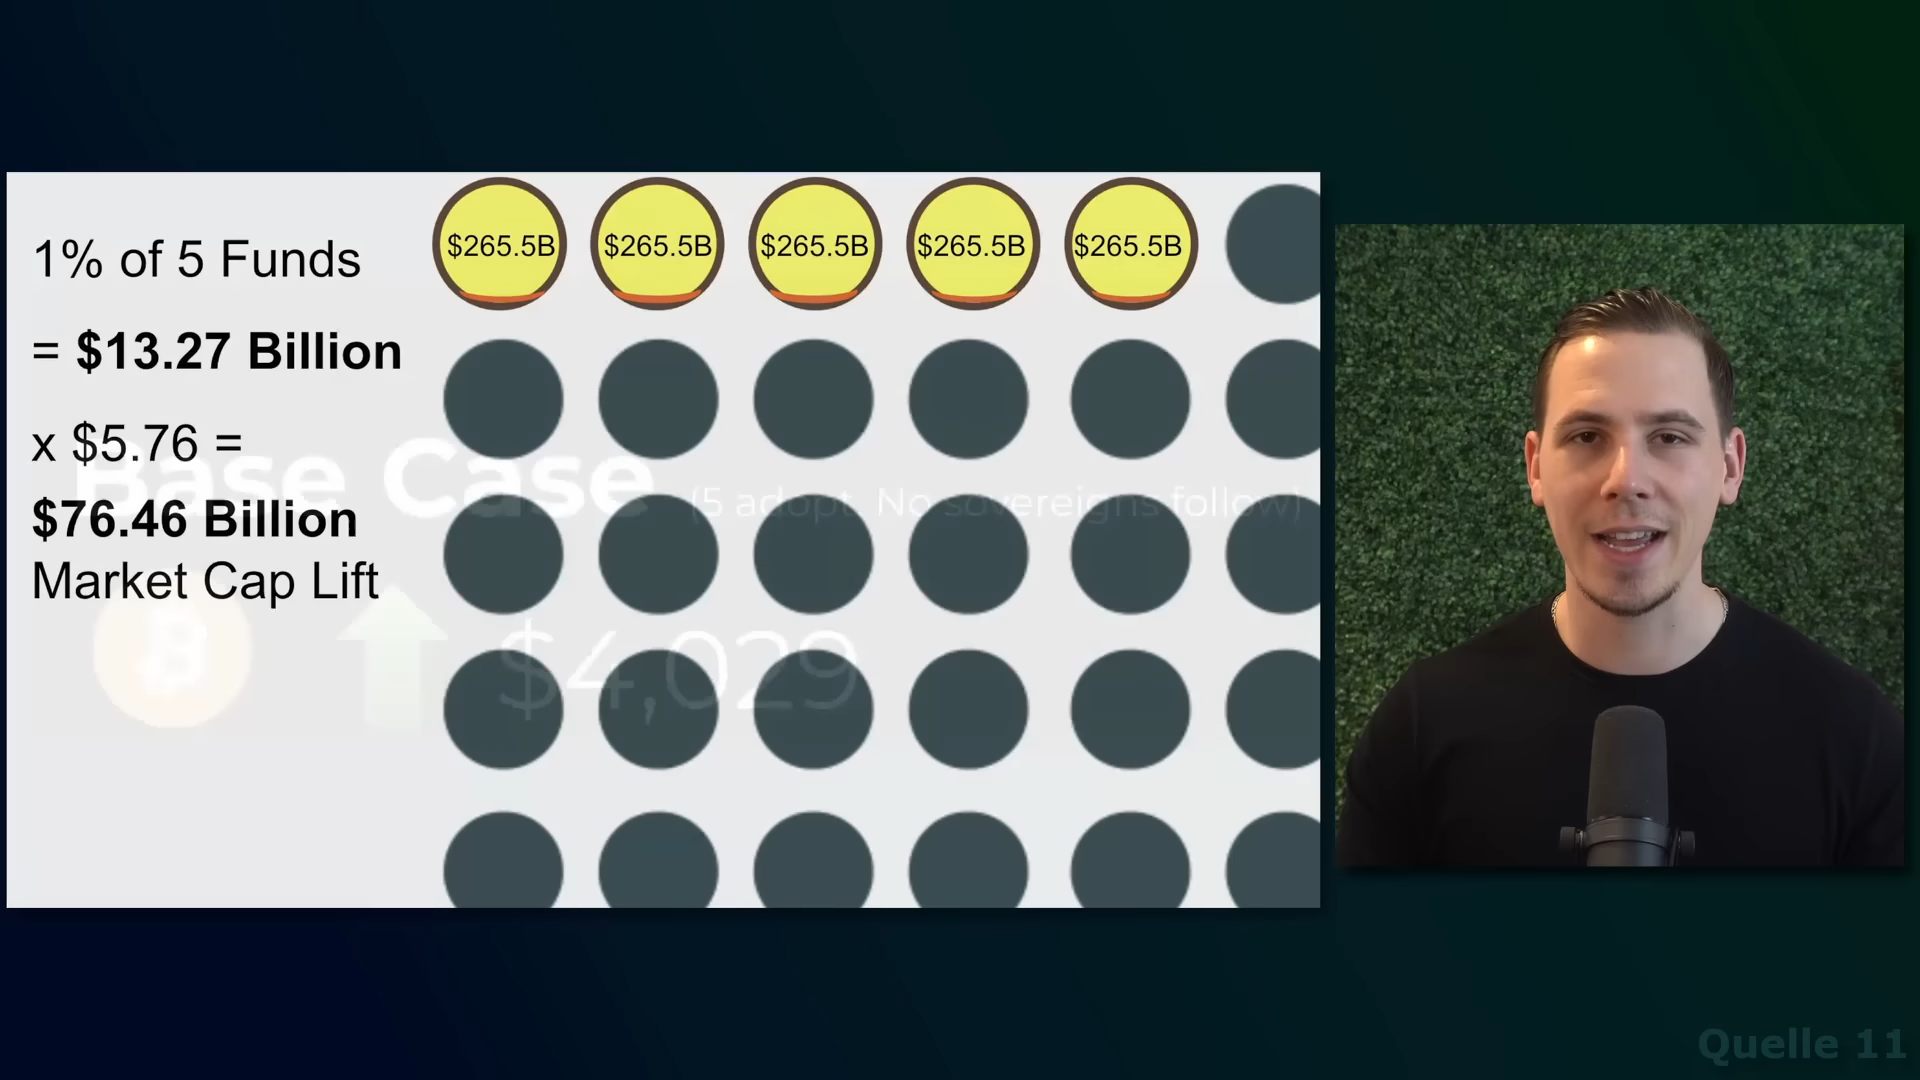 $265.5B $265.5B $265.5B $265.5B $265.5B
1% of 5 Funds
= $13.27 Billion
x $5.76 =
Base Case (5 adopt. No sovereigns follow)
$76.46 Billion
Market Cap Lift
$4,029
Quelle 11